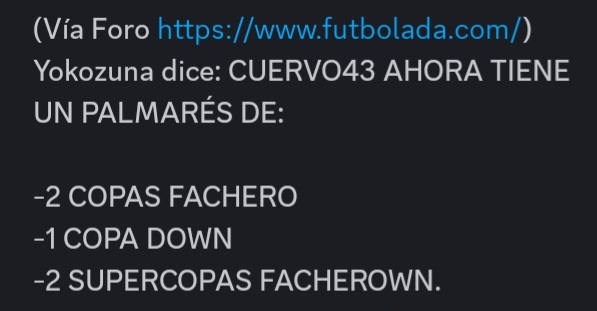 (Vía Foro https://www.futbolada.com/)
Yokozuna dice: CUERVO43 AHORA TIENE
UN PALMARÉS DE:
-2 COPAS FACHERO
-1 COPA DOWN
-2 SUPERCOPAS FACHEROWN.